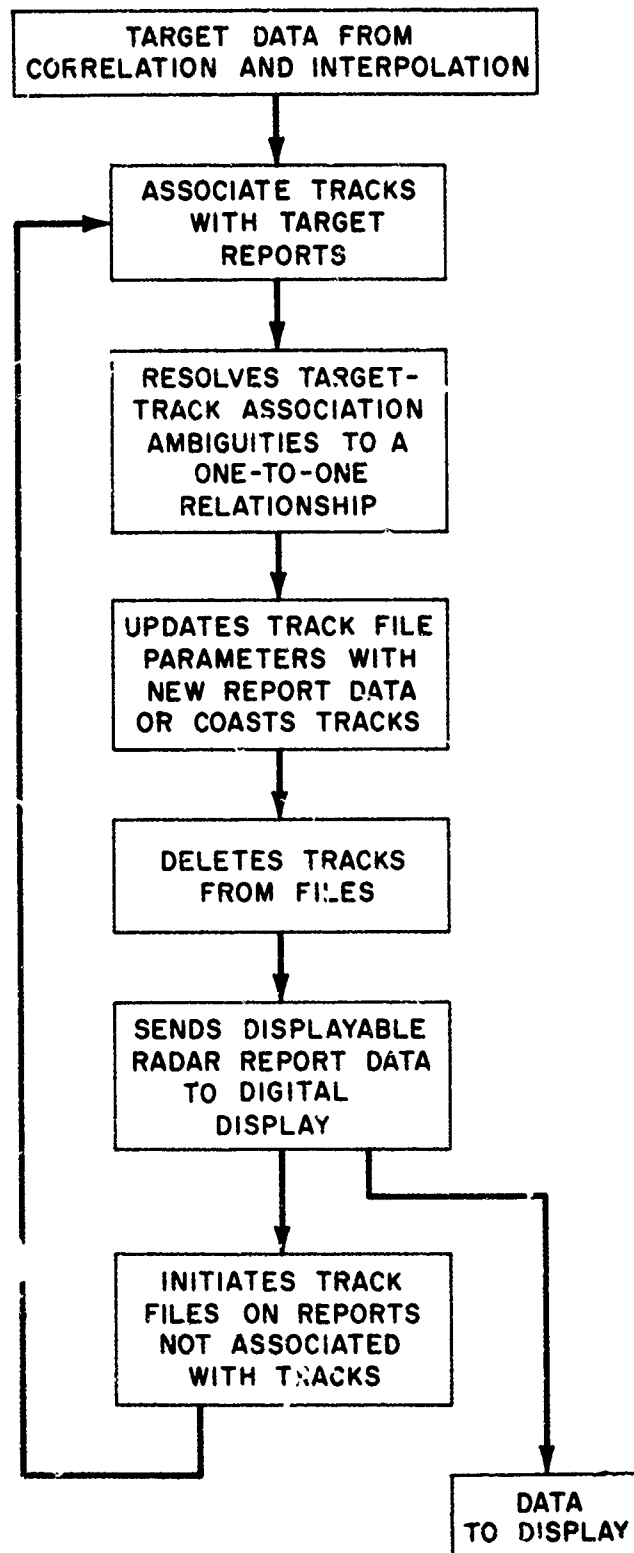 TARGET DATA FROM
CORRELATION AND INTERPOLATION
ASSOCIATE TRACKS
WITH TARGET
REPORTS
RESOLVES TARGET-
TRACK ASSOCIATION
AMBIGUITIES TO A
ONE-TO-ONE
RELATIONSHIP
UPDATES TRACK FILE
PARAMETERS WITH
NEW REPORT DATA
OR COASTS TRACKS
DELETES TRACKS
FROM FILES
SENDS DISPLAYABLE
RADAR REPORT DATA
TO DIGITAL
DISPLAY
INITIATES TRACK
FILES ON REPORTS
NOT ASSOCIATED
WITH TRACKS
DATA
TO DISPLAY